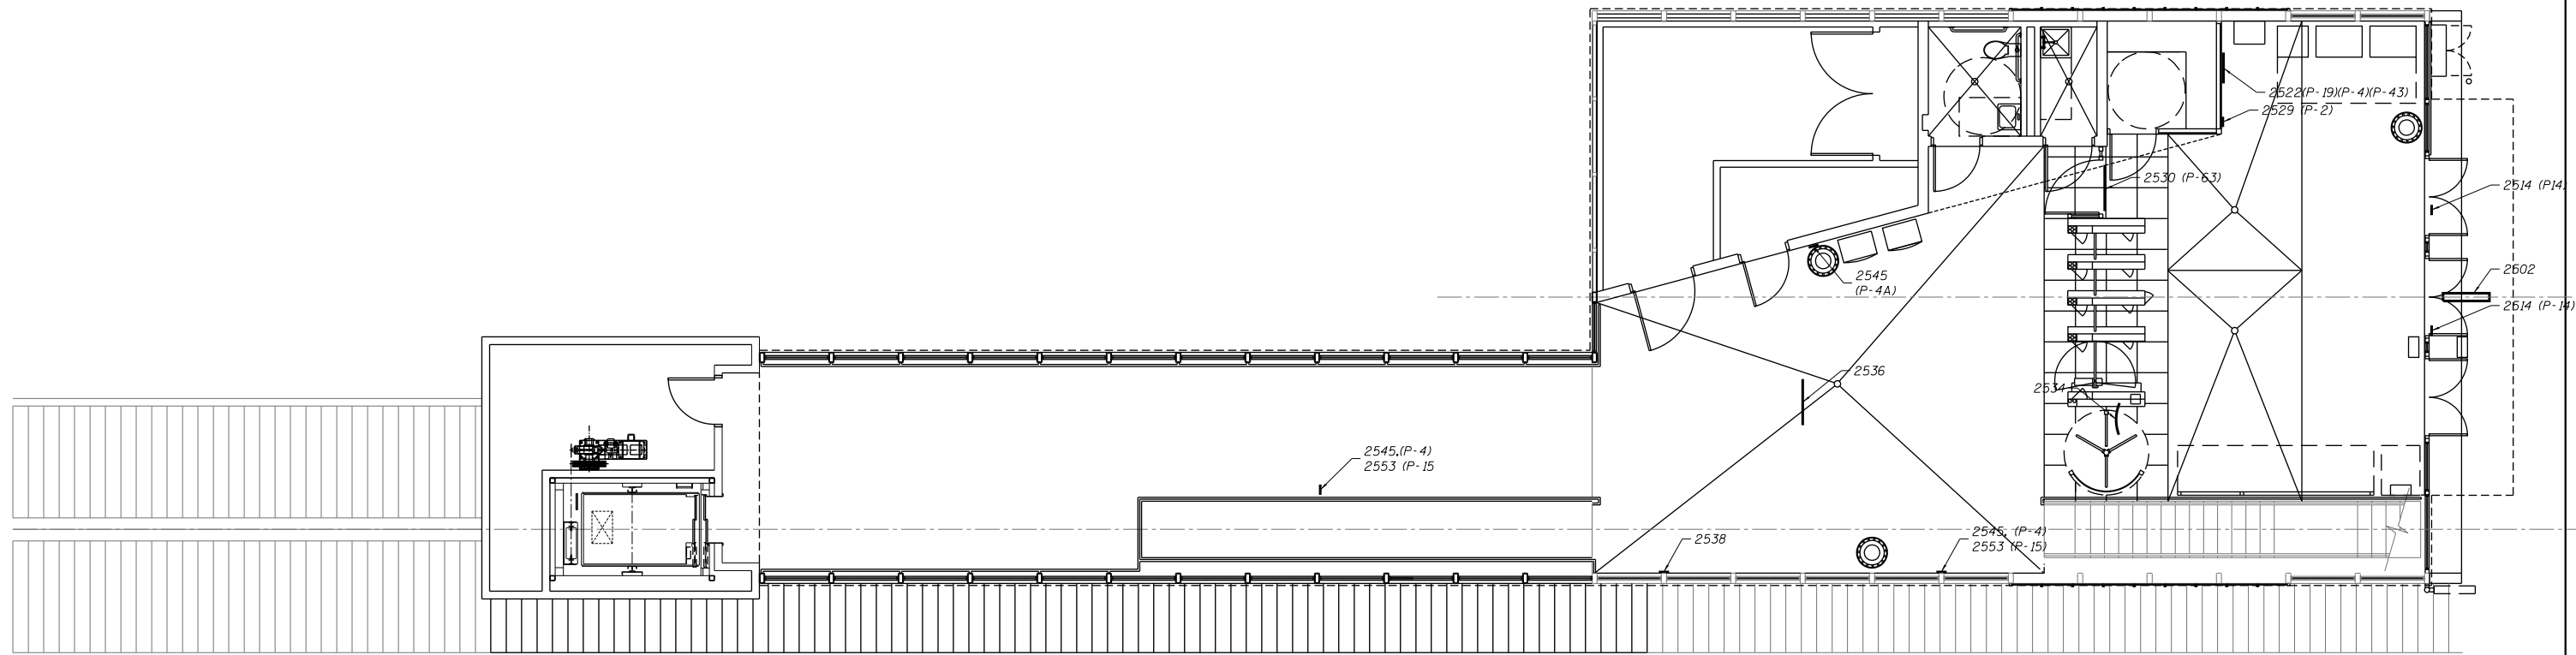 2522(P-19)(P-4)(P-43)
2529 (P-2)
2530 (P-63)
2514 (P14)
2545
(P-4A)
2602
2614 (P-14)
2536
2534
2545,(P-4)
2553 (P-15
2538
2545, (P-4)
2553 (P-15)